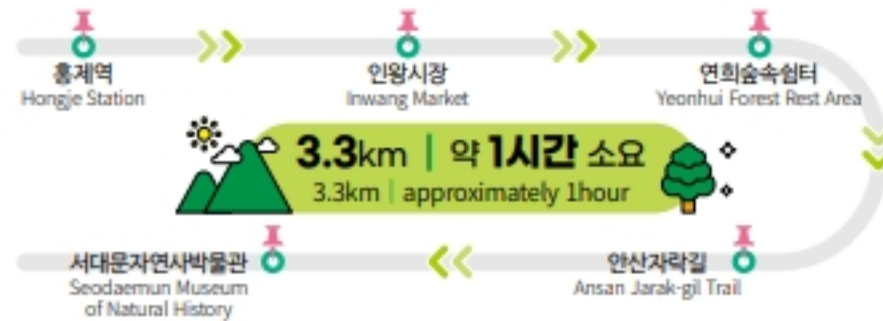 홍제역
Hongje Station
인왕시장
Inwang Market
연희숲속쉼터
Yeonhui Forest Rest Area
3.3km | 약 1시간 소요
3.3km | approximately 1hour
안산자락길
Ansan Jarak-gil Trail
서대문자연사박물관
Seodaemun Museum
of Natural History